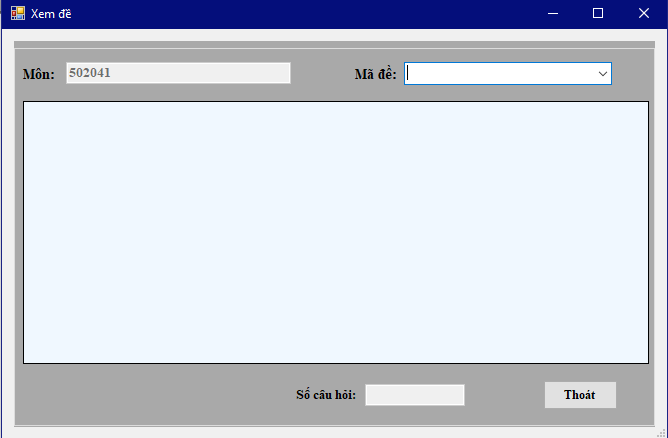 Xem đề
Môn: 502041 Mã đề:
Số câu hỏi: Thoát